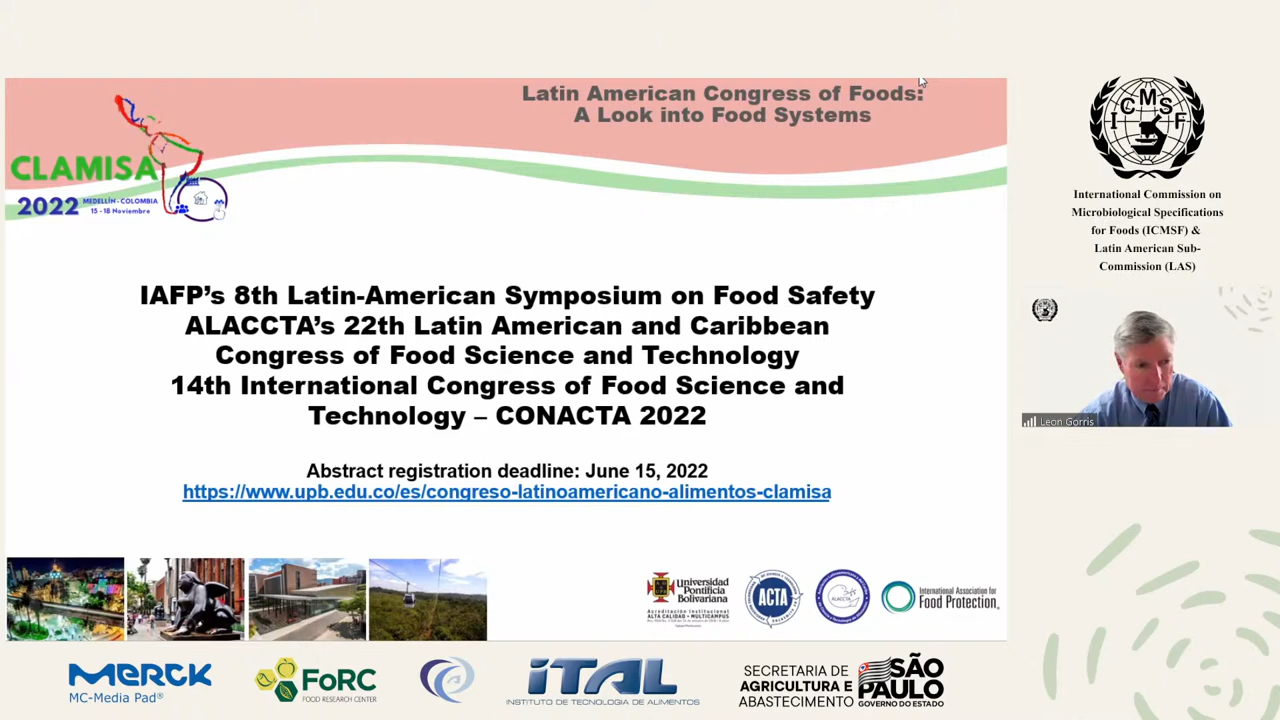 Latin American Congress of Foods:
A Look into Food Systems
CLAMISA
2022
MEDELLÍN - COLOMBIA
15 - 18 Noviembre
IAFP’s 8th Latin-American Symposium on Food Safety
ALACCTA’s 22th Latin American and Caribbean
Congress of Food Science and Technology
14th International Congress of Food Science and
Technology – CONACTA 2022
Abstract registration deadline: June 15, 2022
https://www.upb.edu.co/es/congreso-latinoamericano-alimentos-clamisa
Universidad
Pontificia
Bolivariana
Acreditación Institucional
ALTA CALIDAD • MULTICAMPUS
ACTA
ALACCTA
International Association for
Food Protection
ICMSF
International Commission on
Microbiological Specifications
for Foods (ICMSF) &
Latin American Sub-
Commission (LAS)
Leon Gorris
MERCK
MC-Media Pad®
FoRC
FOOD RESEARCH CENTER
iTAL
INSTITUTO DE TECNOLOGIA DE ALIMENTOS
SECRETARIA DE
AGRICULTURA E
ABASTECIMENTO
SÃO
PAULO
GOVERNO DO ESTADO